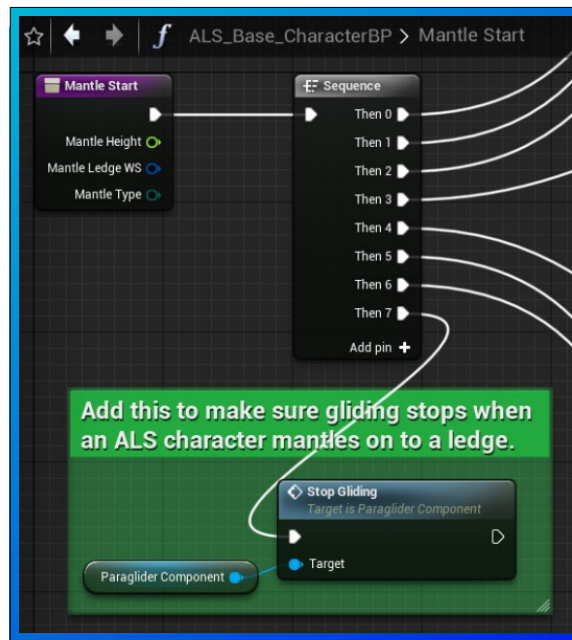 ALS_Base_CharacterBP > Mantle Start
Mantle Start
Mantle Height
Mantle Ledge WS
Mantle Type
Sequence
Then 0
Then 1
Then 2
Then 3
Then 4
Then 5
Then 6
Then 7
Add pin +
Add this to make sure gliding stops when
an ALS character mantles on to a ledge.
Stop Gliding
Target is Paraglider Component
Target
Paraglider Component